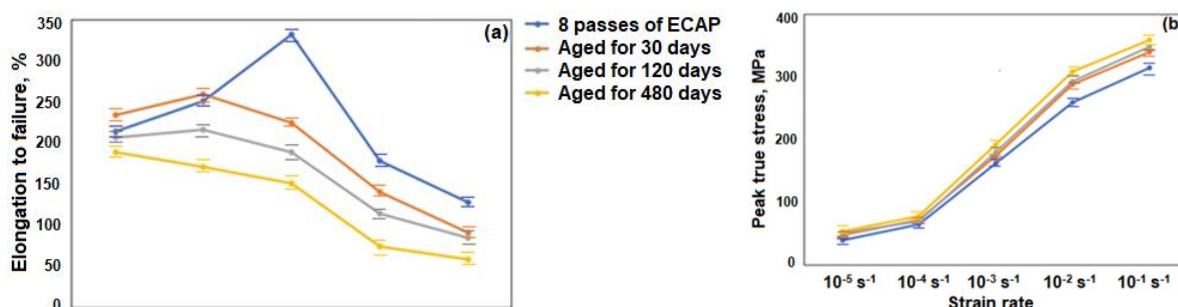 (a)
Elongation to failure, %
350
300
250
200
150
100
50
0
8 passes of ECAP
Aged for 30 days
Aged for 120 days
Aged for 480 days
(b)
Peak true stress, MPa
400
300
200
100
0
10⁻⁵ s⁻¹ 10⁻⁴ s⁻¹ 10⁻³ s⁻¹ 10⁻² s⁻¹ 10⁻¹ s⁻¹
Strain rate